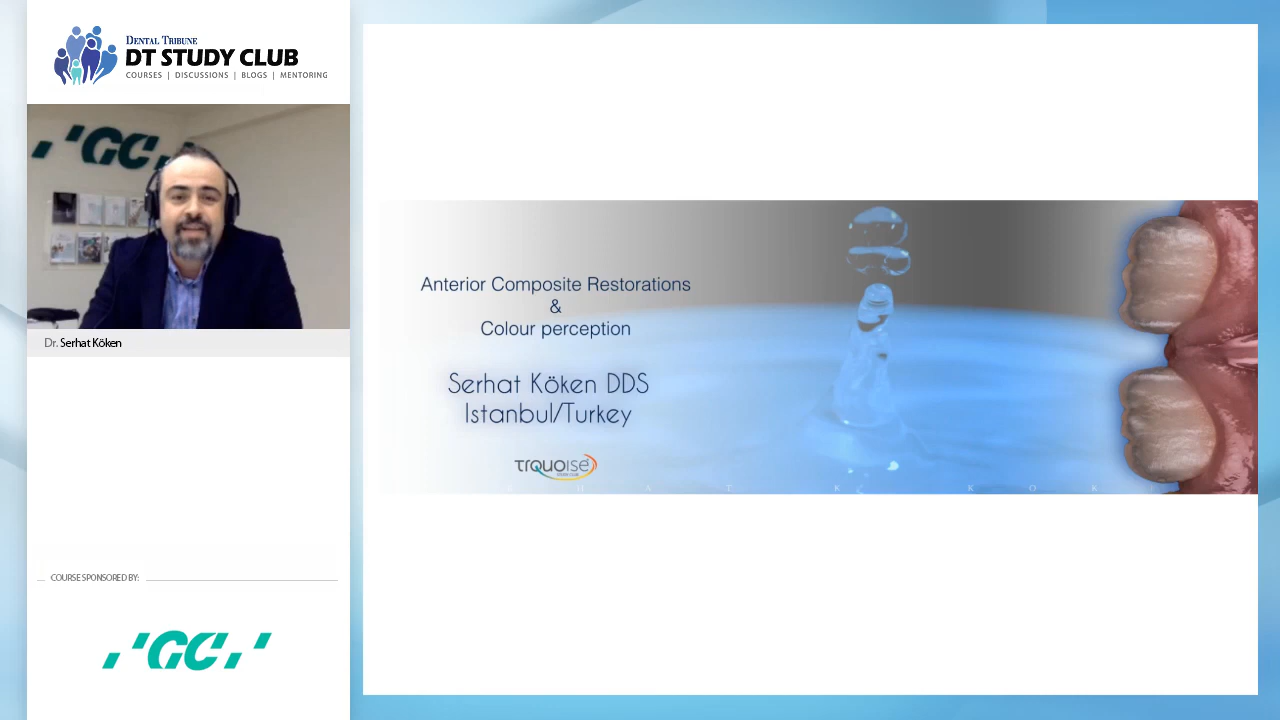 DENTAL TRIBUNE
DT STUDY CLUB
COURSES | DISCUSSIONS | BLOGS | MENTORING
GC
Dr. Serhat Köken
COURSE SPONSORED BY:
GC
Anterior Composite Restorations
&
Colour perception
Serhat Köken DDS
Istanbul/Turkey